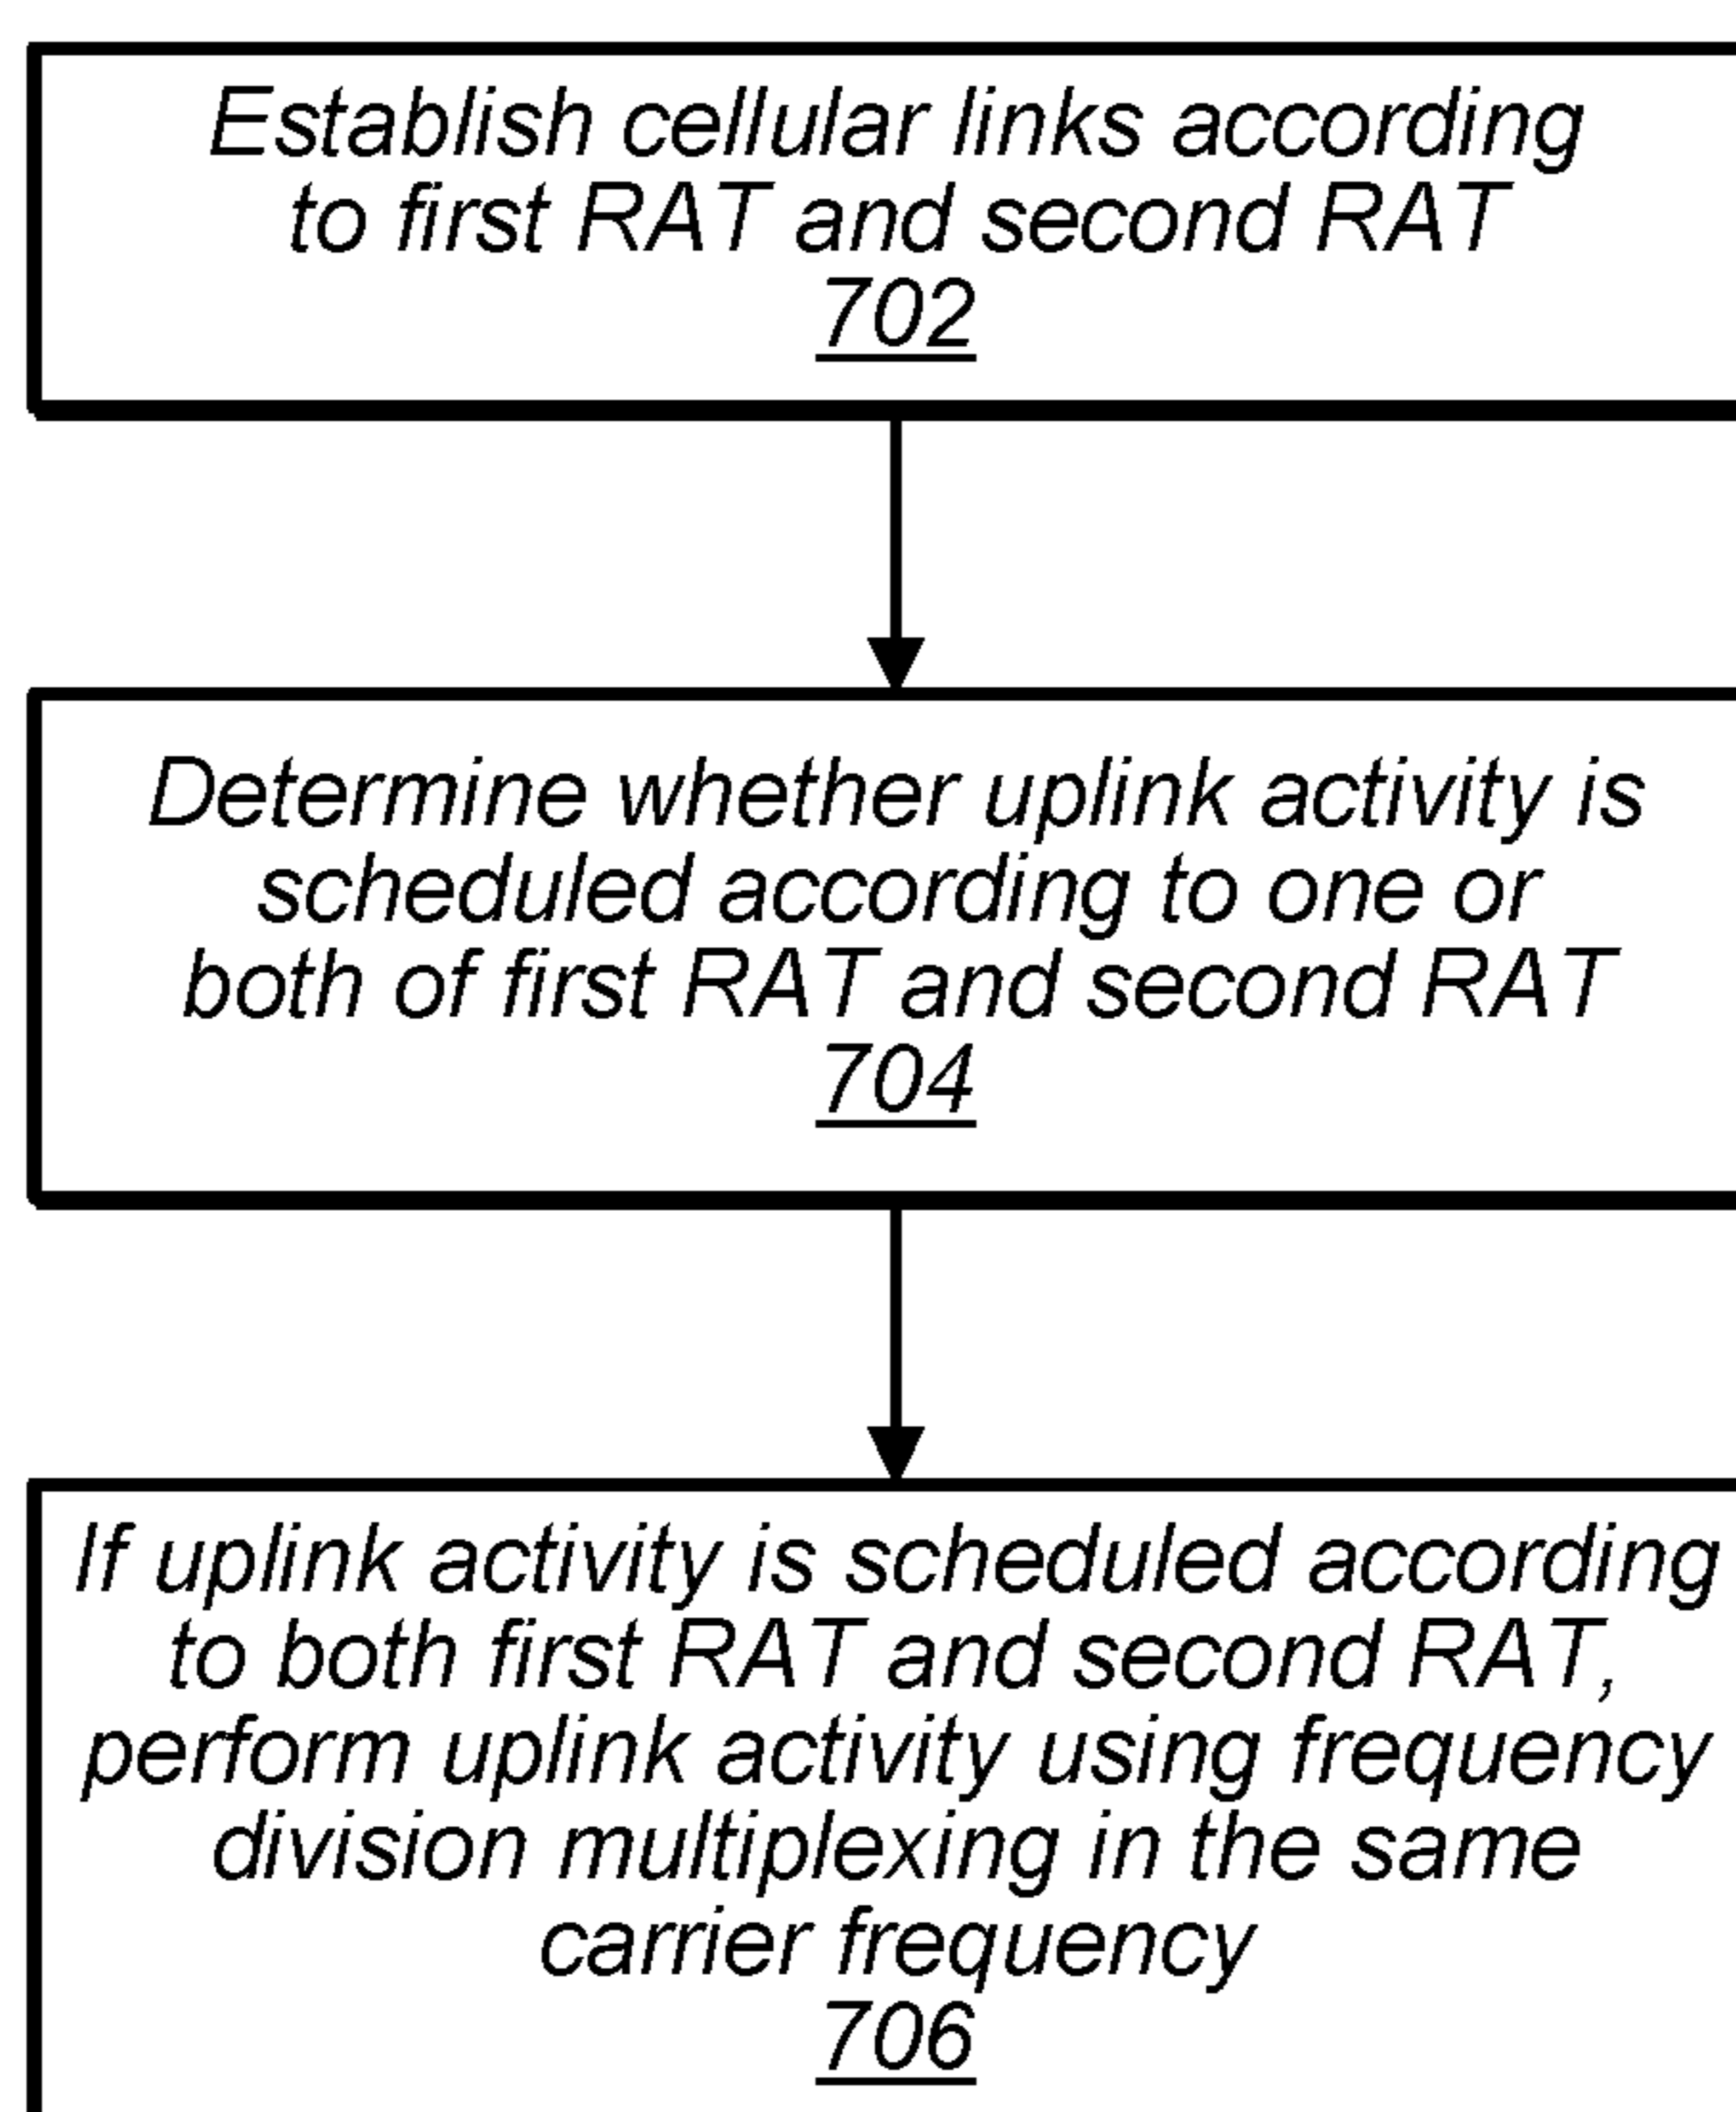 Establish cellular links according
to first RAT and second RAT
702
Determine whether uplink activity is
scheduled according to one or
both of first RAT and second RAT
704
If uplink activity is scheduled according
to both first RAT and second RAT,
perform uplink activity using frequency
division multiplexing in the same
carrier frequency
706